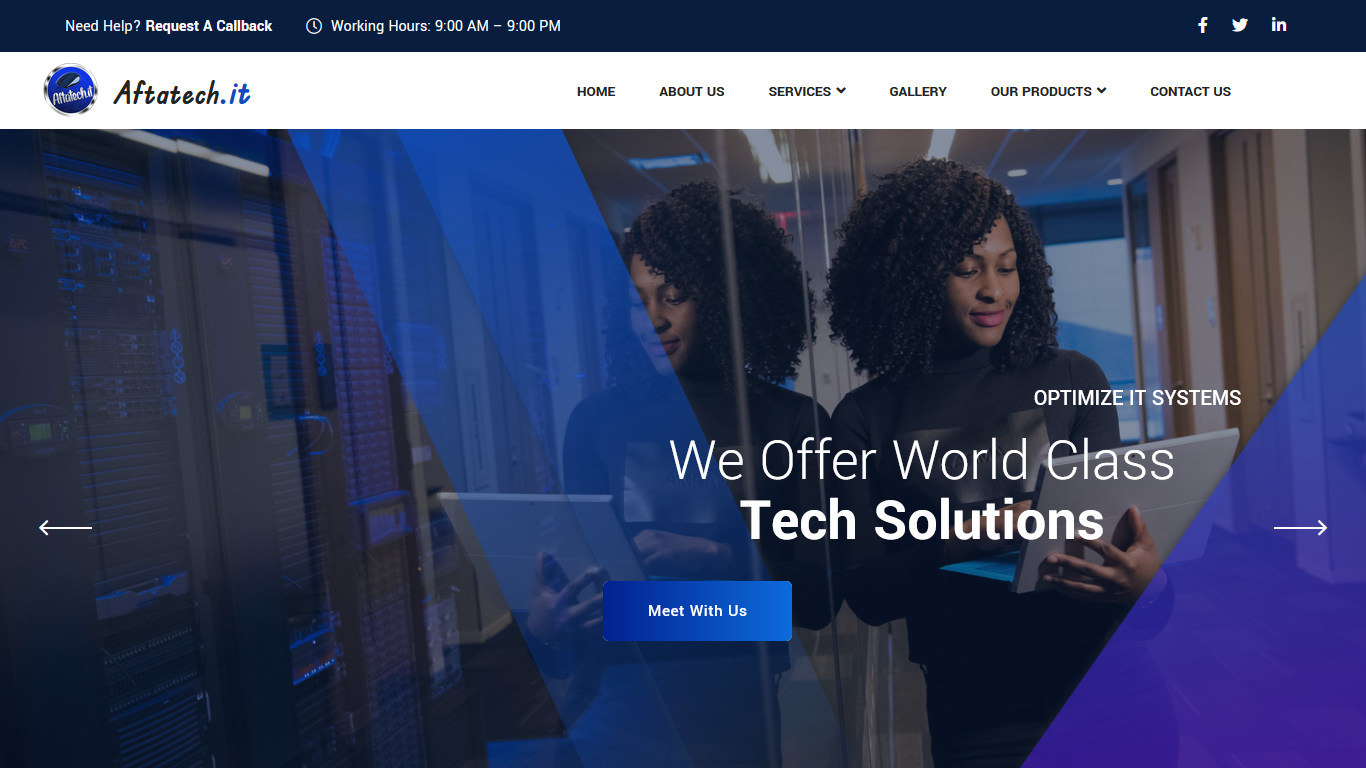 Need Help? Request A Callback
Working Hours: 9:00 AM – 9:00 PM
Aftatech.it
Aftatech.it
HOME
ABOUT US
SERVICES
GALLERY
OUR PRODUCTS
CONTACT US
OPTIMIZE IT SYSTEMS
We Offer World Class
Tech Solutions
Meet With Us